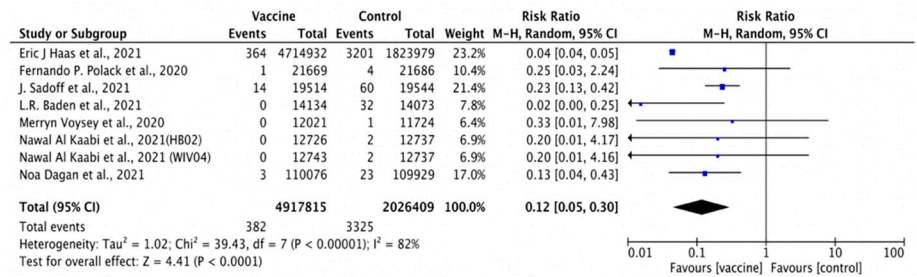 Vaccine Control Risk Ratio Risk Ratio
Study or Subgroup Events Total Events Total Weight M-H, Random, 95% CI M-H, Random, 95% CI
Eric J Haas et al., 2021 364 4714932 3201 1823979 23.2% 0.04 [0.04, 0.05]
Fernando P. Polack et al., 2020 1 21669 4 21686 10.4% 0.25 [0.03, 2.24]
J. Sadoff et al., 2021 14 19514 60 19544 21.4% 0.23 [0.13, 0.42]
L.R. Baden et al., 2021 0 14134 32 14073 7.8% 0.02 [0.00, 0.25]
Merryn Voysey et al., 2020 0 12021 1 11724 6.4% 0.33 [0.01, 7.98]
Nawal Al Kaabi et al., 2021(HB02) 0 12726 2 12737 6.9% 0.20 [0.01, 4.17]
Nawal Al Kaabi et al., 2021 (WIV04) 0 12743 2 12737 6.9% 0.20 [0.01, 4.16]
Noa Dagan et al., 2021 3 110076 23 109929 17.0% 0.13 [0.04, 0.43]
Total (95% CI) 4917815 2026409 100.0% 0.12 [0.05, 0.30]
Total events 382 3325
Heterogeneity: Tau² = 1.02; Chi² = 39.43, df = 7 (P < 0.00001); I² = 82%
Test for overall effect: Z = 4.41 (P < 0.0001)
0.01 0.1 1 10 100
Favours [vaccine] Favours [control]